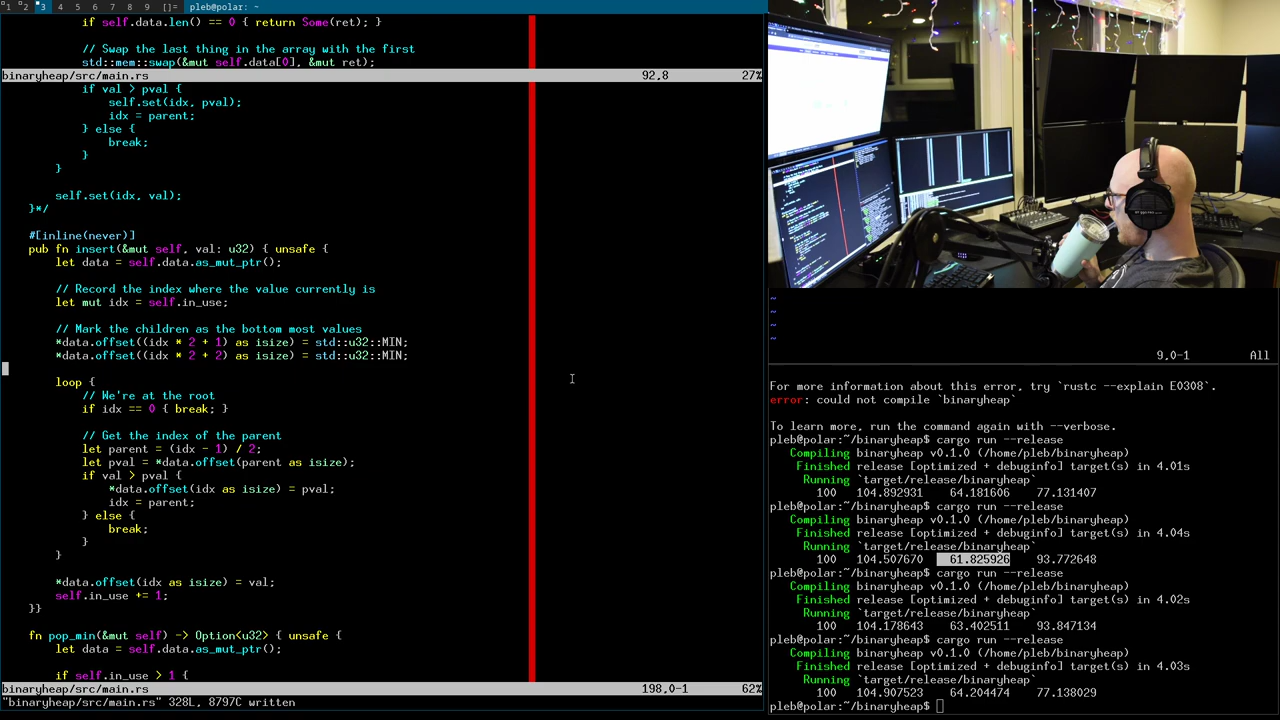 1 2 3 4 5 6 7 8 9 []= pleb@polar: ~
if self.data.len() == 0 { return Some(ret); }
// Swap the last thing in the array with the first
std::mem::swap(&mut self.data[0], &mut ret);
binaryheap/src/main.rs 92,8 27%
if val > pval {
self.set(idx, pval);
idx = parent;
} else {
break;
}
}
self.set(idx, val);
}*/
#[inline(never)]
pub fn insert(&mut self, val: u32) { unsafe {
let data = self.data.as_mut_ptr();
// Record the index where the value currently is
let mut idx = self.in_use;
// Mark the children as the bottom most values
*data.offset((idx * 2 + 1) as isize) = std::u32::MIN;
*data.offset((idx * 2 + 2) as isize) = std::u32::MIN;
loop {
// We're at the root
if idx == 0 { break; }
// Get the index of the parent
let parent = (idx - 1) / 2;
let pval = *data.offset(parent as isize);
if val > pval {
*data.offset(idx as isize) = pval;
idx = parent;
} else {
break;
}
}
*data.offset(idx as isize) = val;
self.in_use += 1;
}}
fn pop_min(&mut self) -> Option<u32> { unsafe {
let data = self.data.as_mut_ptr();
if self.in_use > 1 {
binaryheap/src/main.rs 198,0-1 62%
"binaryheap/src/main.rs" 328L, 8797C written
~
~
~
~
9,0-1 All
For more information about this error, try `rustc --explain E0308`.
error: could not compile `binaryheap`
To learn more, run the command again with --verbose.
pleb@polar:~/binaryheap$ cargo run --release
Compiling binaryheap v0.1.0 (/home/pleb/binaryheap)
Finished release [optimized + debuginfo] target(s) in 4.01s
Running `target/release/binaryheap`
100 104.892931 64.181606 77.131407
pleb@polar:~/binaryheap$ cargo run --release
Compiling binaryheap v0.1.0 (/home/pleb/binaryheap)
Finished release [optimized + debuginfo] target(s) in 4.04s
Running `target/release/binaryheap`
100 104.507670 61.825926 93.772648
pleb@polar:~/binaryheap$ cargo run --release
Compiling binaryheap v0.1.0 (/home/pleb/binaryheap)
Finished release [optimized + debuginfo] target(s) in 4.02s
Running `target/release/binaryheap`
100 104.178643 63.402511 93.847134
pleb@polar:~/binaryheap$ cargo run --release
Compiling binaryheap v0.1.0 (/home/pleb/binaryheap)
Finished release [optimized + debuginfo] target(s) in 4.03s
Running `target/release/binaryheap`
100 104.907523 64.204474 77.138029
pleb@polar:~/binaryheap$